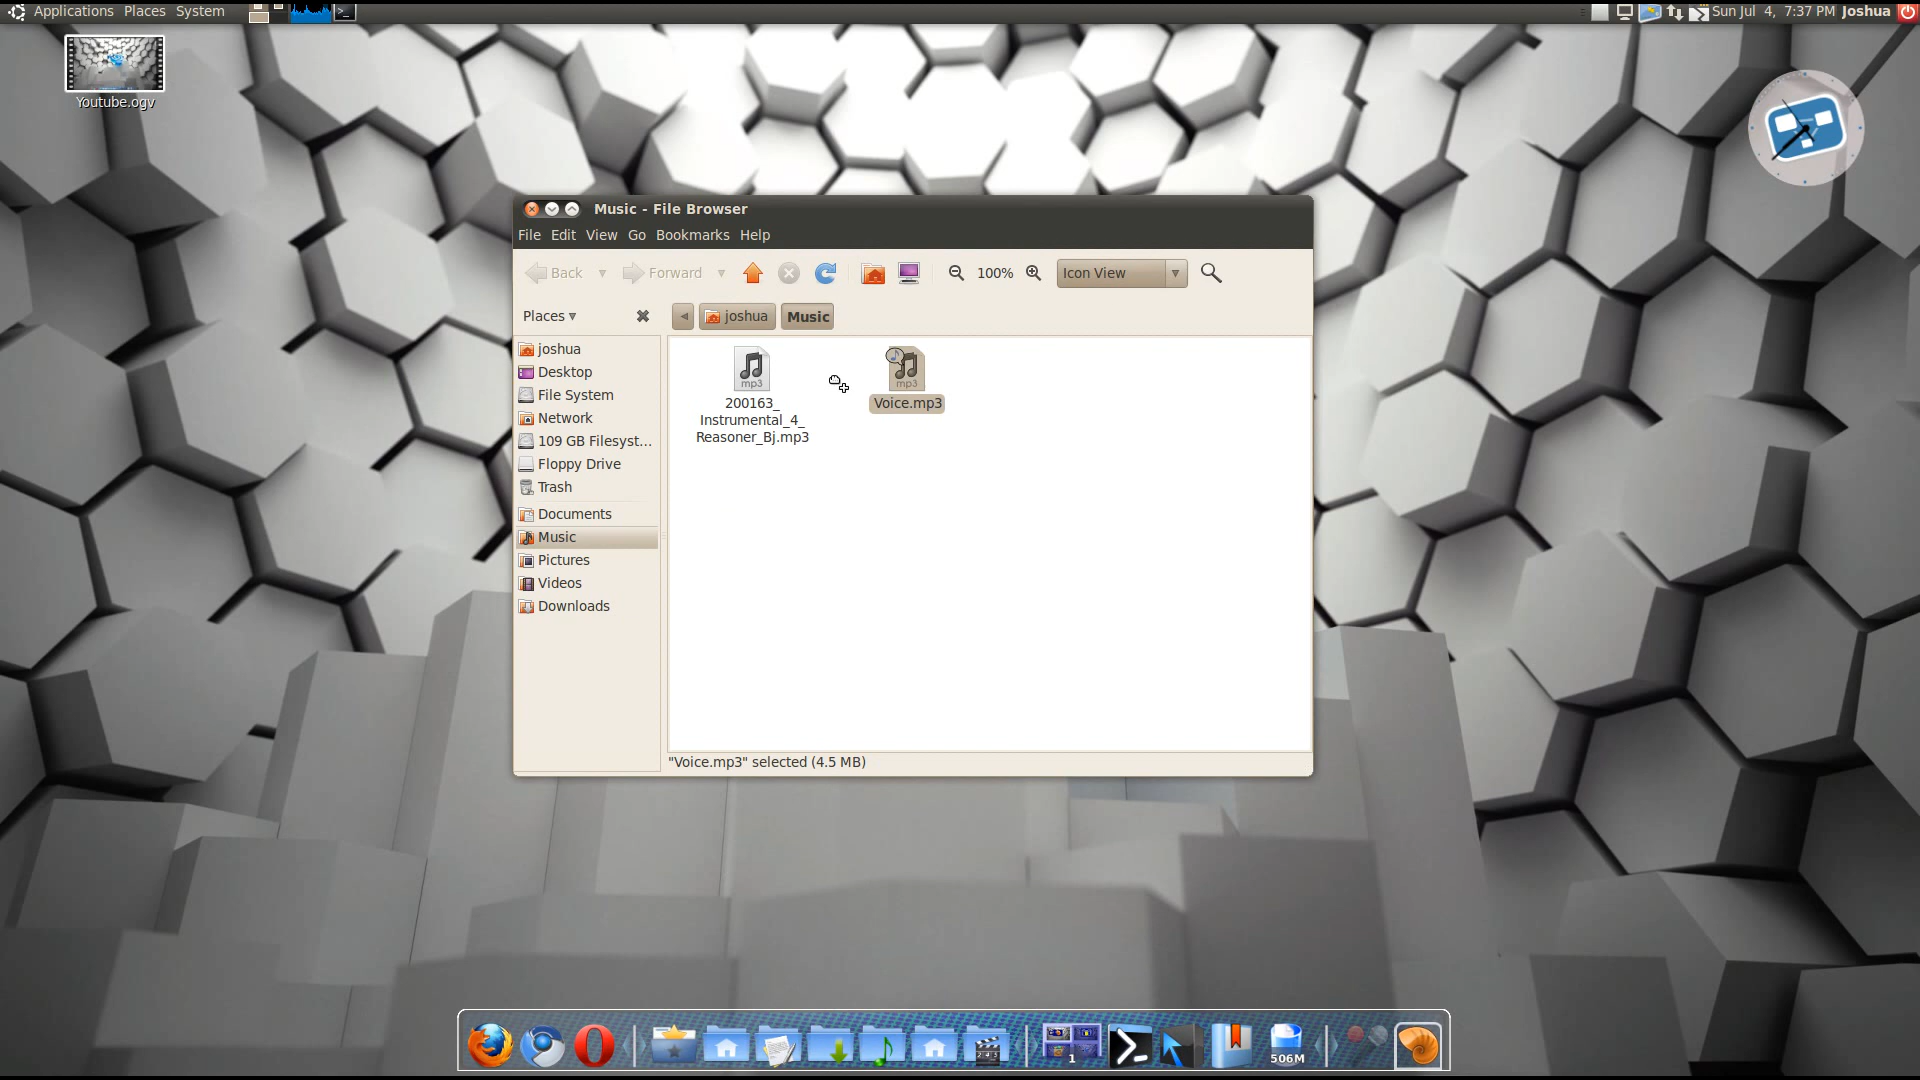 Applications Places System
Sun Jul 4, 7:37 PM Joshua
Youtube.ogv
Music - File Browser
File Edit View Go Bookmarks Help
Back Forward 100% Icon View
Places joshua Music
joshua
Desktop
File System
Network
109 GB Filesyst...
Floppy Drive
Trash
Documents
Music
Pictures
Videos
Downloads
mp3
200163_
Instrumental_4_
Reasoner_Bj.mp3
mp3
Voice.mp3
"Voice.mp3" selected (4.5 MB)
1
506M